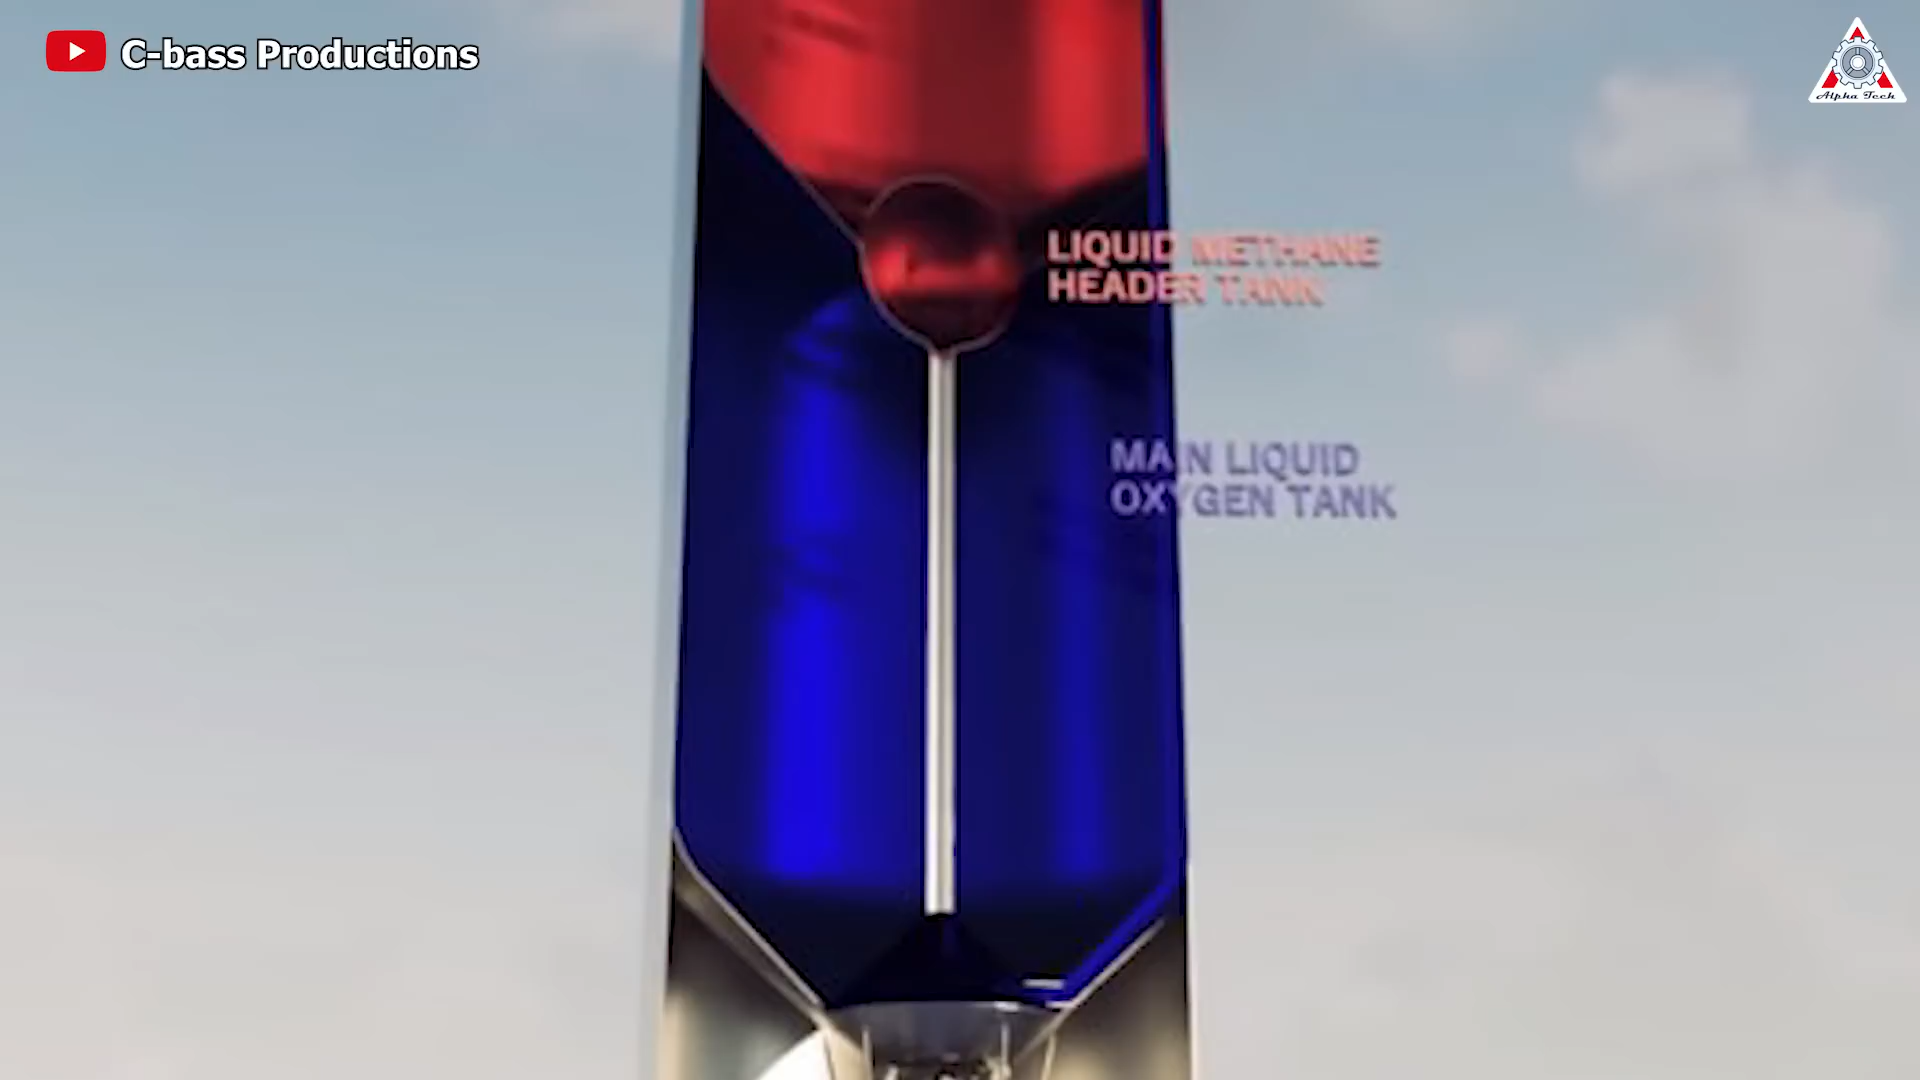 C-bass Productions
Alpha Tech
LIQUID METHANE
HEADER TANK
MAIN LIQUID
OXYGEN TANK